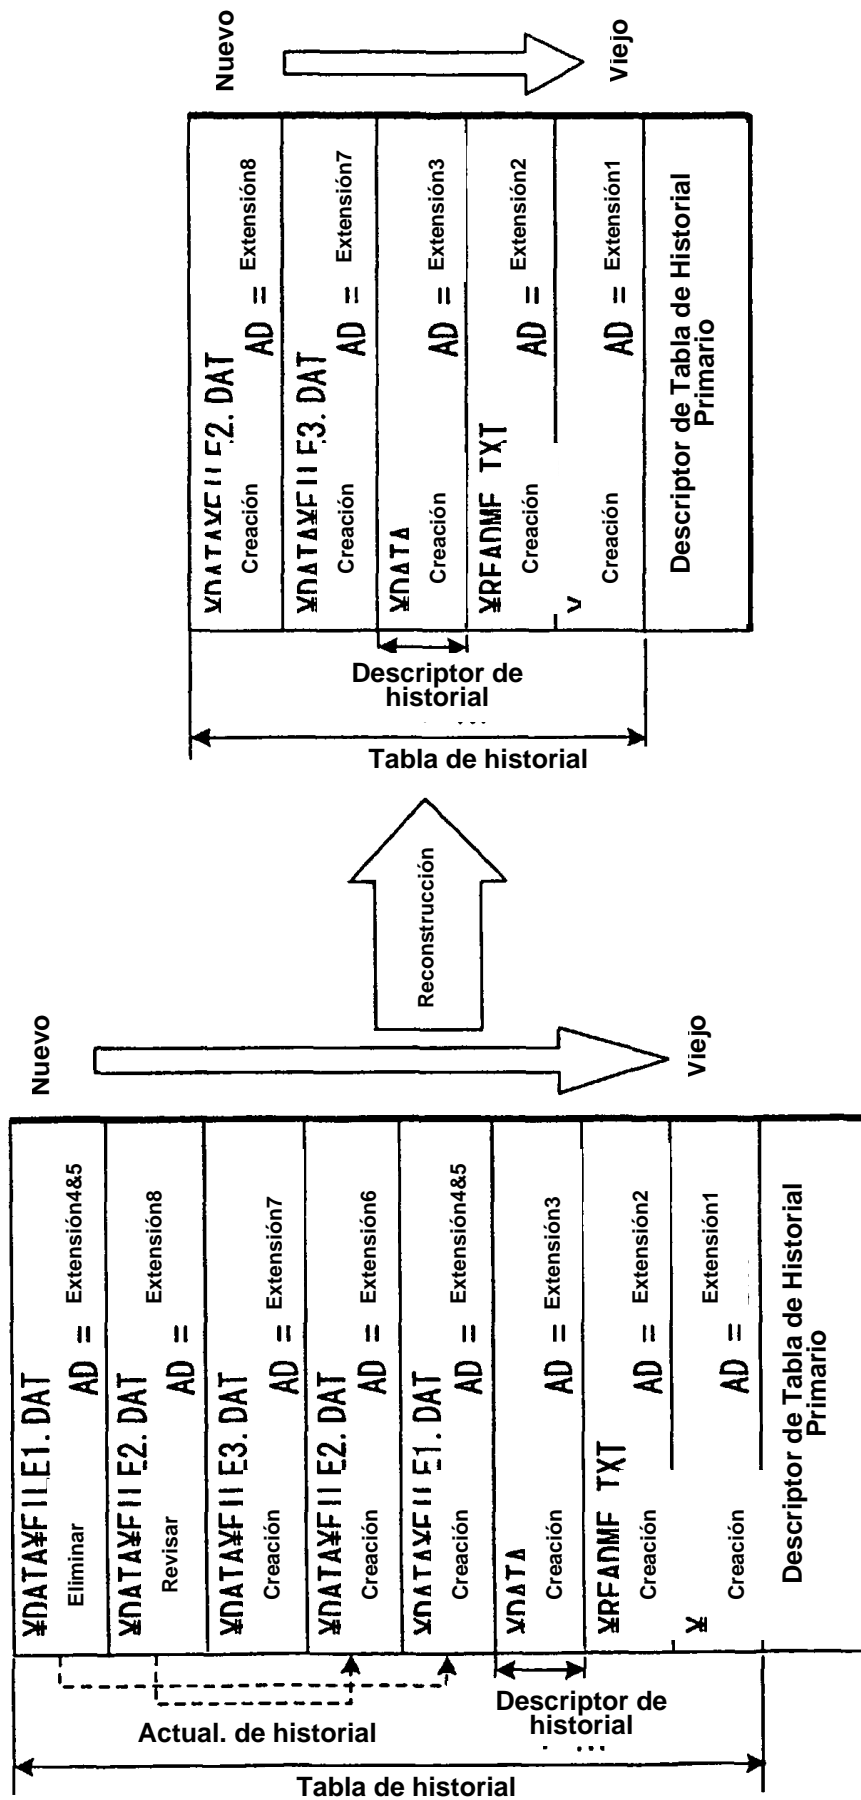 Nuevo
¥DATA¥FILE1.DAT
Eliminar AD = Extensión4&5
¥DATA¥FILE2.DAT
Revisar AD = Extensión8
¥DATA¥FILE3.DAT
Creación AD = Extensión7
¥DATA¥FILE2.DAT
Creación AD = Extensión6
¥DATA¥FILE1.DAT
Creación AD = Extensión4&5
¥DATA
Creación AD = Extensión3
¥README TXT
Creación AD = Extensión2
¥
Creación AD = Extensión1
Descriptor de Tabla de Historial
Primario
Viejo
Actual. de historial
Descriptor de
historial
Tabla de historial
Reconstrucción
Nuevo
¥DATA¥FILE2.DAT
Creación AD = Extensión8
¥DATA¥FILE3.DAT
Creación AD = Extensión7
¥DATA
Creación AD = Extensión3
¥README TXT
Creación AD = Extensión2
¥
Creación AD = Extensión1
Descriptor de Tabla de Historial
Primario
Viejo
Descriptor de
historial
Tabla de historial